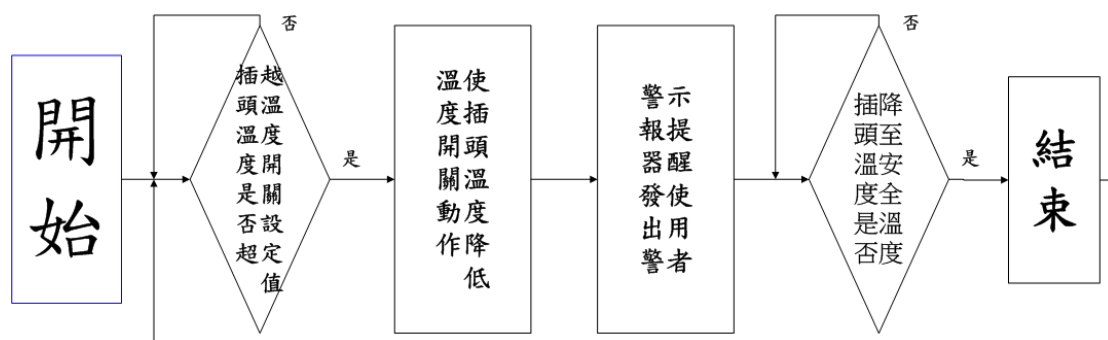 開始
否
插頭溫度是否超
越溫度開關設定值
是
溫度開關動作
使插頭溫度降低
警報器發出警
示提醒使用者
否
插頭溫度是否
降至安全溫度
是
結束